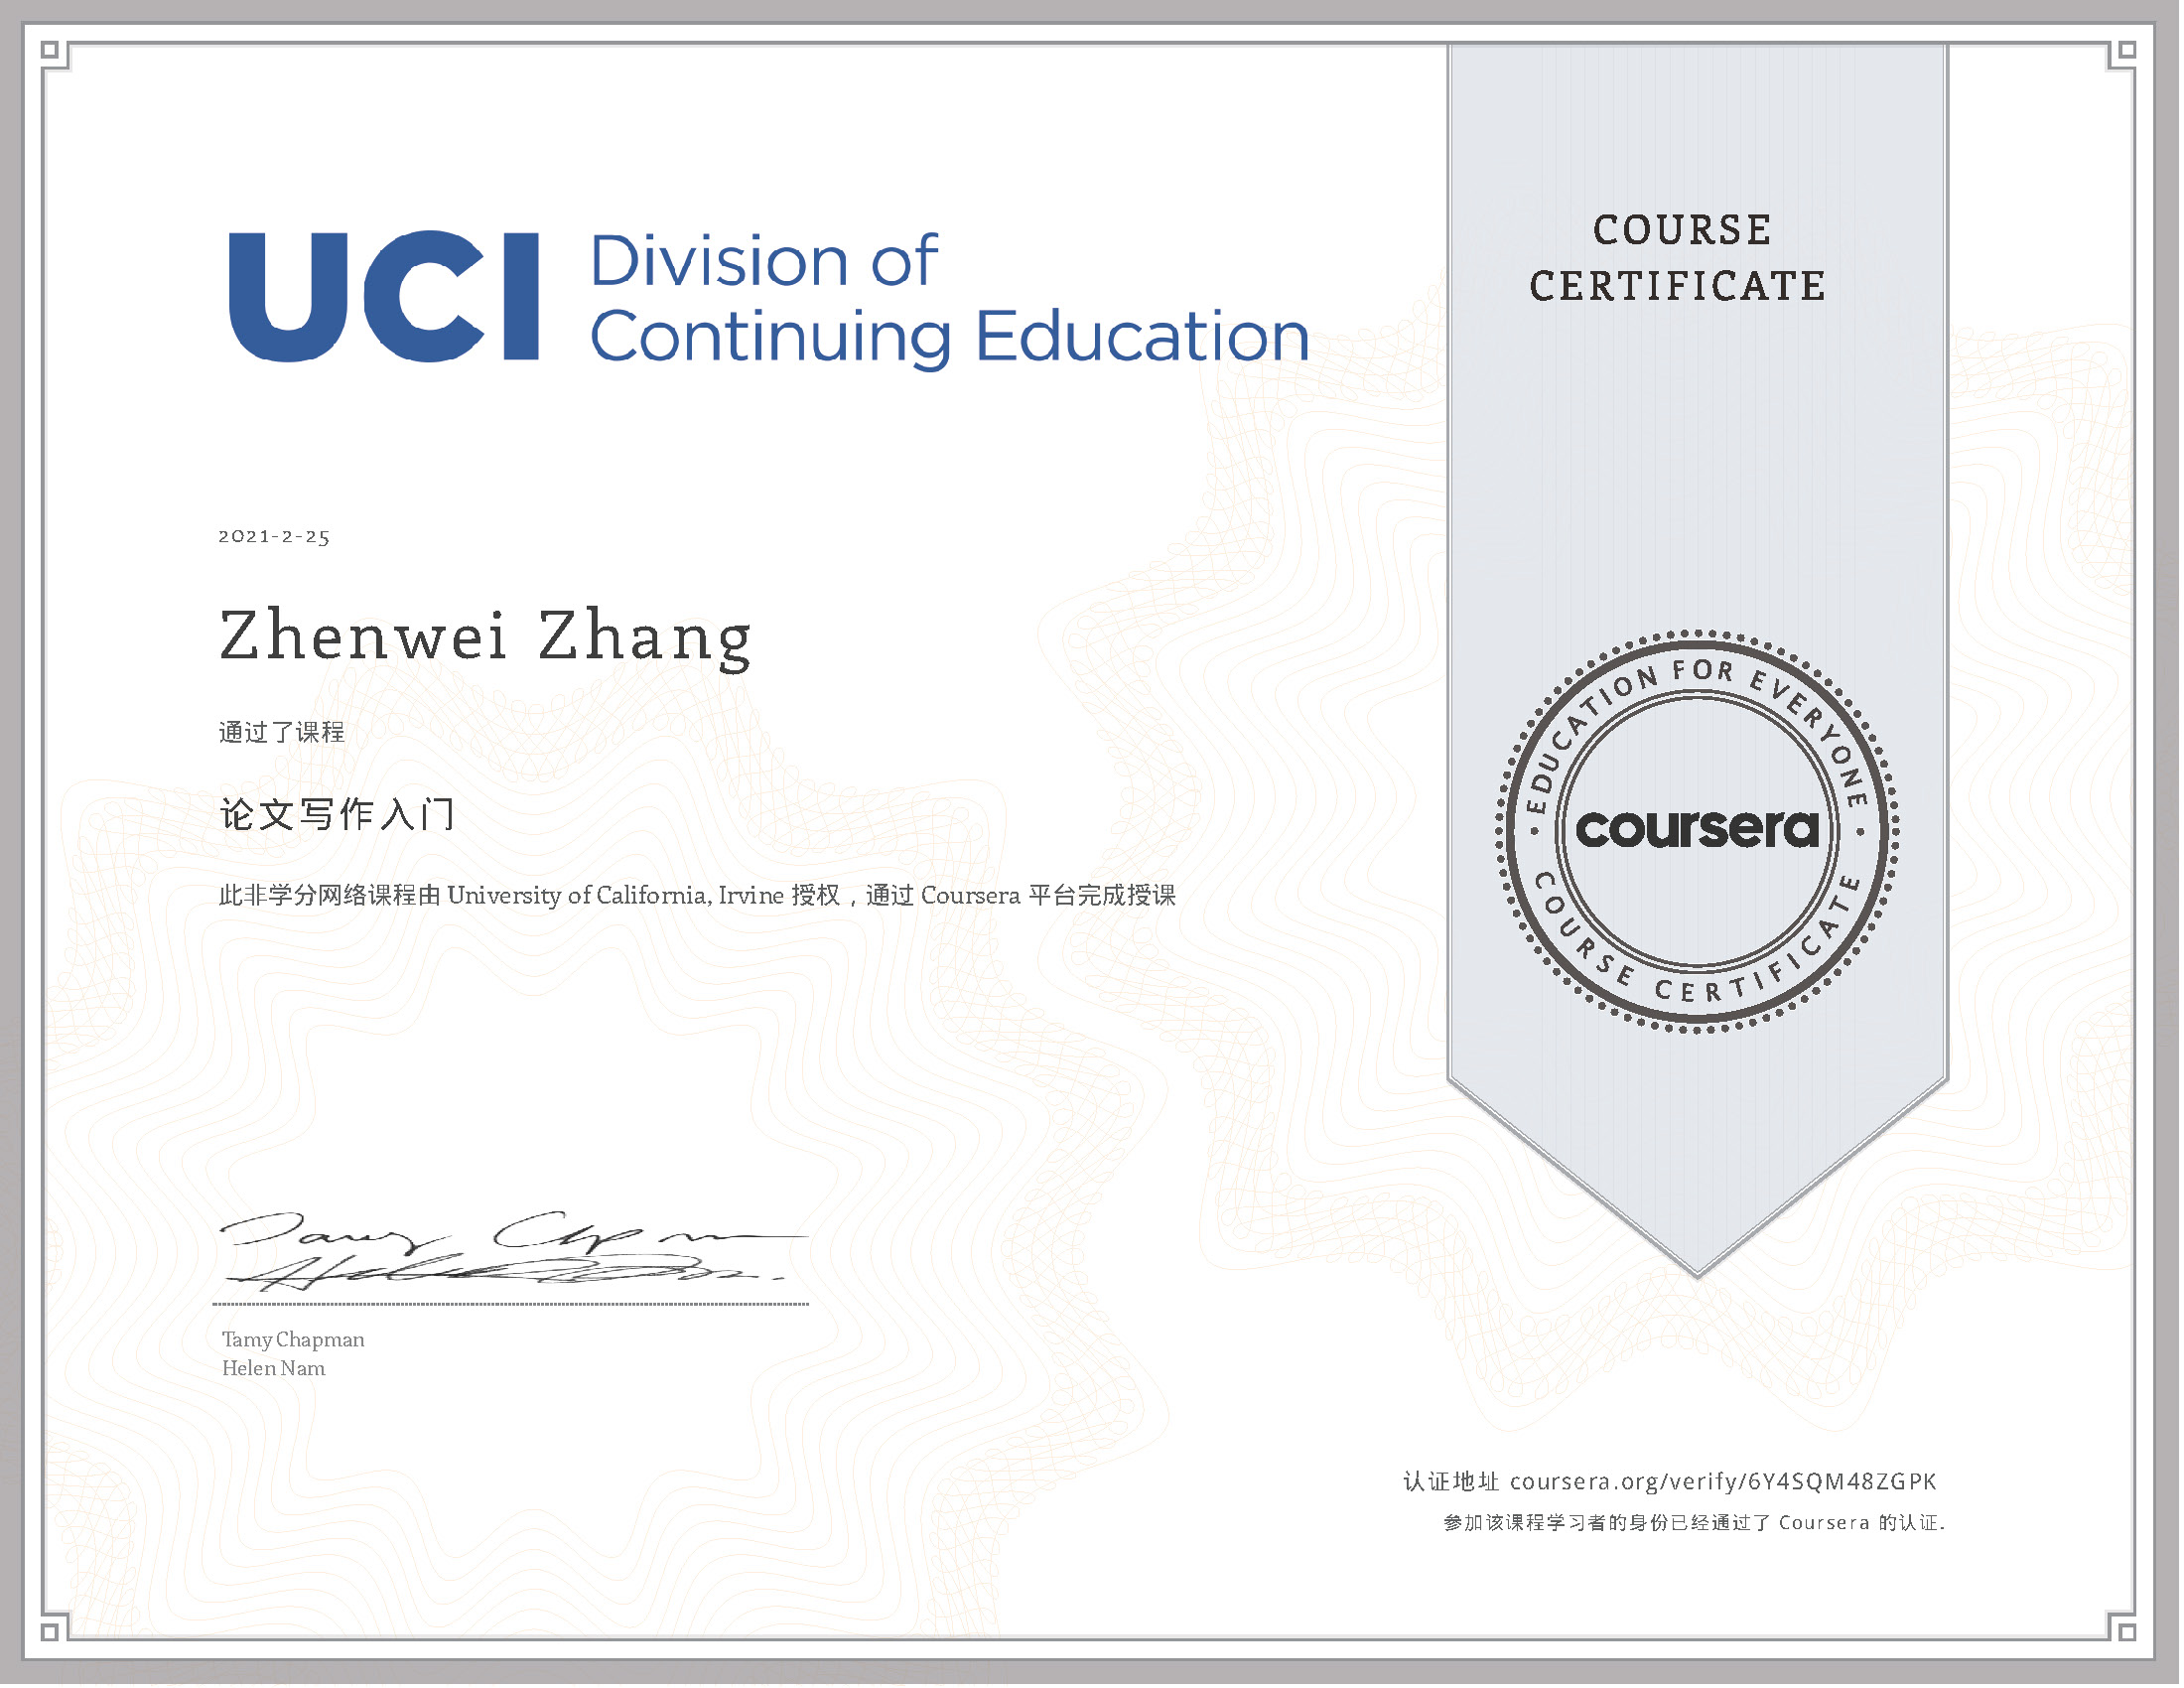 UCI Division of
Continuing Education
COURSE
CERTIFICATE
2021-2-25
Zhenwei Zhang
通过了课程
论文写作入门
此非学分网络课程由 University of California, Irvine 授权，通过 Coursera 平台完成授课
EDUCATION FOR EVERYONE
coursera
COURSE CERTIFICATE
Tamy Chapman
Helen Nam
认证地址 coursera.org/verify/6Y4SQM48ZGPK
参加该课程学习者的身份已经通过了 Coursera 的认证.